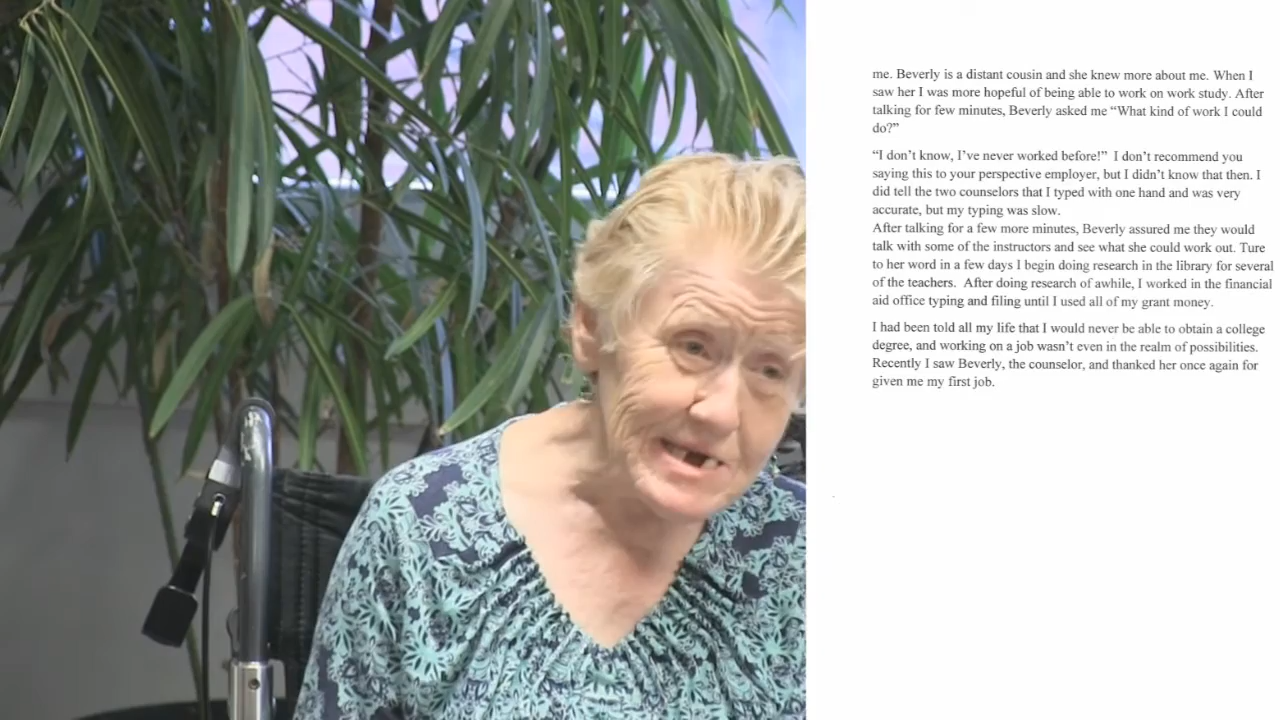 me. Beverly is a distant cousin and she knew more about me. When I
saw her I was more hopeful of being able to work on work study. After
talking for few minutes, Beverly asked me “What kind of work I could
do?”
“I don’t know, I’ve never worked before!” I don’t recommend you
saying this to your perspective employer, but I didn’t know that then. I
did tell the two counselors that I typed with one hand and was very
accurate, but my typing was slow.
After talking for a few more minutes, Beverly assured me they would
talk with some of the instructors and see what she could work out. Ture
to her word in a few days I begin doing research in the library for several
of the teachers. After doing research of awhile, I worked in the financial
aid office typing and filing until I used all of my grant money.
I had been told all my life that I would never be able to obtain a college
degree, and working on a job wasn’t even in the realm of possibilities.
Recently I saw Beverly, the counselor, and thanked her once again for
given me my first job.